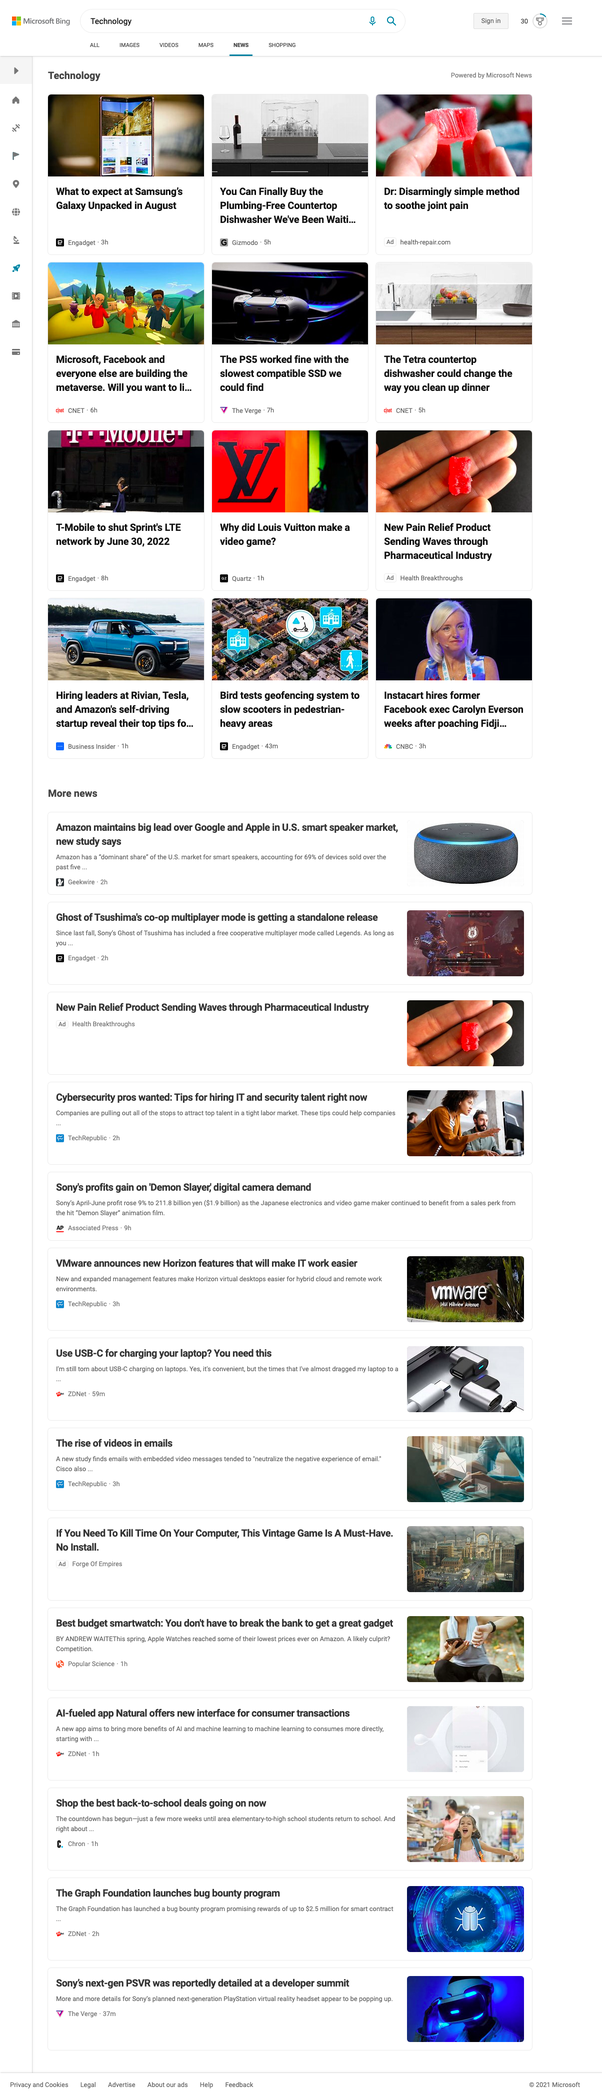 Microsoft Bing
Technology
Sign in
30
ALL
IMAGES
VIDEOS
MAPS
NEWS
SHOPPING
Technology
Powered by Microsoft News
What to expect at Samsung's
Galaxy Unpacked in August
Engadget · 3h
You Can Finally Buy the
Plumbing-Free Countertop
Dishwasher We've Been Waiti...
Gizmodo · 5h
Dr: Disarmingly simple method
to soothe joint pain
Ad health-repair.com
Microsoft, Facebook and
everyone else are building the
metaverse. Will you want to li...
CNET · 6h
The PS5 worked fine with the
slowest compatible SSD we
could find
The Verge · 7h
The Tetra countertop
dishwasher could change the
way you clean up dinner
CNET · 5h
T-Mobile
T-Mobile to shut Sprint's LTE
network by June 30, 2022
Engadget · 8h
LV
Why did Louis Vuitton make a
video game?
Quartz · 1h
New Pain Relief Product
Sending Waves through
Pharmaceutical Industry
Ad Health Breakthroughs
Hiring leaders at Rivian, Tesla,
and Amazon's self-driving
startup reveal their top tips fo...
Business Insider · 1h
Bird tests geofencing system to
slow scooters in pedestrian-
heavy areas
Engadget · 43m
Instacart hires former
Facebook exec Carolyn Everson
weeks after poaching Fidji...
CNBC · 3h
More news
Amazon maintains big lead over Google and Apple in U.S. smart speaker market,
new study says
Amazon has a "dominant share" of the U.S. market for smart speakers, accounting for 69% of devices sold over the
past five ...
Geekwire · 2h
Ghost of Tsushima's co-op multiplayer mode is getting a standalone release
Since last fall, Sony's Ghost of Tsushima has included a free cooperative multiplayer mode called Legends. As long as
you ...
Engadget · 2h
New Pain Relief Product Sending Waves through Pharmaceutical Industry
Ad Health Breakthroughs
Cybersecurity pros wanted: Tips for hiring IT and security talent right now
Companies are pulling out all of the stops to attract top talent in a tight labor market. These tips could help companies
...
TechRepublic · 2h
Sony's profits gain on 'Demon Slayer,' digital camera demand
Sony's April-June profit rose 9% to 211.8 billion yen ($1.9 billion) as the Japanese electronics and video game maker continued to benefit from a sales perk from
the hit "Demon Slayer" animation film.
AP Associated Press · 9h
VMware announces new Horizon features that will make IT work easier
New and expanded management features make Horizon virtual desktops easier for hybrid cloud and remote work
environments.
TechRepublic · 3h
vmware
Use USB-C for charging your laptop? You need this
I'm still torn about USB-C charging on laptops. Yes, it's convenient, but the times that I've almost dragged my laptop to a
...
ZDNet · 59m
The rise of videos in emails
A new study finds emails with embedded video messages tended to "neutralize the negative experience of email."
Cisco also ...
TechRepublic · 3h
If You Need To Kill Time On Your Computer, This Vintage Game Is A Must-Have.
No Install.
Ad Forge Of Empires
Best budget smartwatch: You don't have to break the bank to get a great gadget
BY ANDREW WAITEThis spring, Apple Watches reached some of their lowest prices ever on Amazon. A likely culprit?
Competition.
Popular Science · 1h
AI-fueled app Natural offers new interface for consumer transactions
A new app aims to bring more benefits of AI and machine learning to machine learning to consumes more directly,
starting with ...
ZDNet · 1h
Shop the best back-to-school deals going on now
The countdown has begun—just a few more weeks until area elementary-to-high school students return to school. And
right about ...
Chron · 1h
The Graph Foundation launches bug bounty program
The Graph Foundation has launched a bug bounty program promising rewards of up to $2.5 million for smart contract
...
ZDNet · 2h
Sony's next-gen PSVR was reportedly detailed at a developer summit
More and more details for Sony's planned next-generation PlayStation virtual reality headset appear to be popping up.
The Verge · 37m
Privacy and Cookies
Legal
Advertise
About our ads
Help
Feedback
© 2021 Microsoft